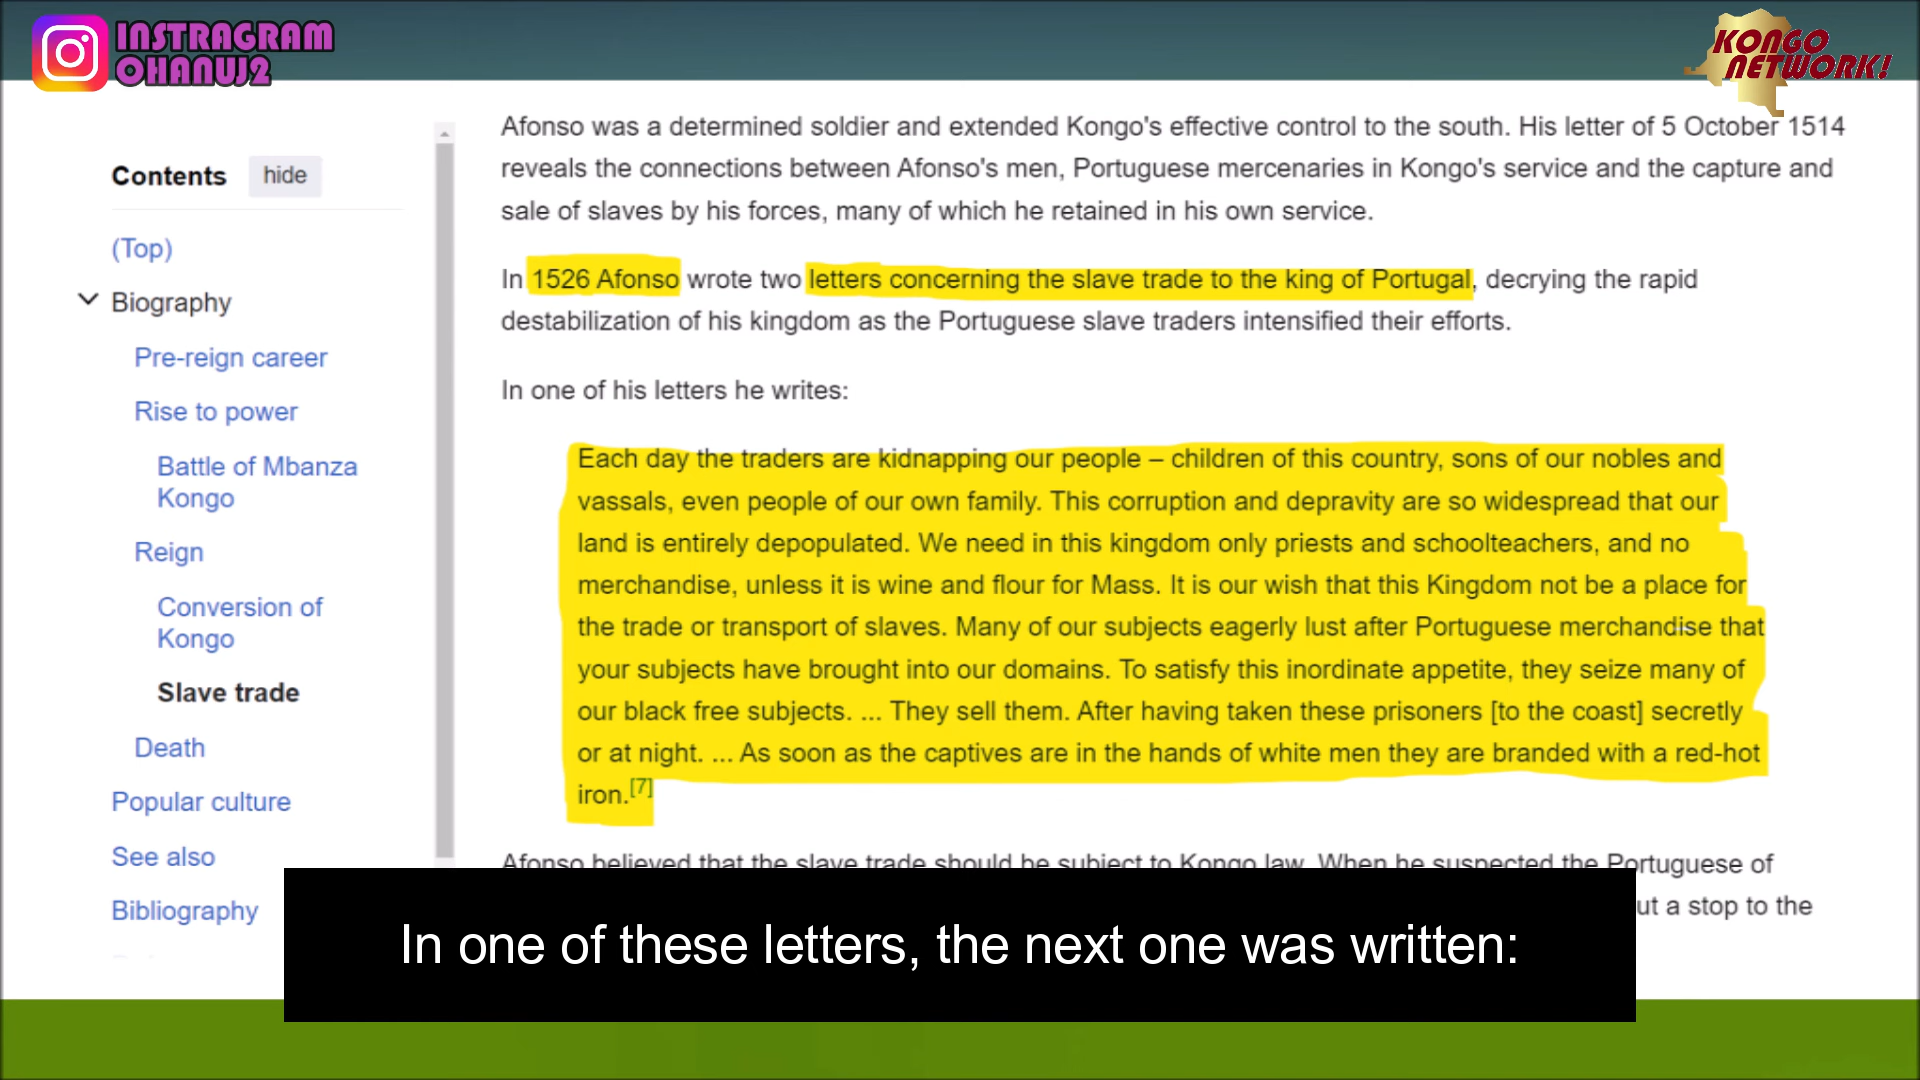 INSTRAGRAM
OHANUJ2
KONGO
NETWORK!
Contents hide
(Top)
Biography
Pre-reign career
Rise to power
Battle of Mbanza
Kongo
Reign
Conversion of
Kongo
Slave trade
Death
Popular culture
See also
Bibliography
Afonso was a determined soldier and extended Kongo's effective control to the south. His letter of 5 October 1514
reveals the connections between Afonso's men, Portuguese mercenaries in Kongo's service and the capture and
sale of slaves by his forces, many of which he retained in his own service.
In 1526 Afonso wrote two letters concerning the slave trade to the king of Portugal, decrying the rapid
destabilization of his kingdom as the Portuguese slave traders intensified their efforts.
In one of his letters he writes:
Each day the traders are kidnapping our people – children of this country, sons of our nobles and
vassals, even people of our own family. This corruption and depravity are so widespread that our
land is entirely depopulated. We need in this kingdom only priests and schoolteachers, and no
merchandise, unless it is wine and flour for Mass. It is our wish that this Kingdom not be a place for
the trade or transport of slaves. Many of our subjects eagerly lust after Portuguese merchandise that
your subjects have brought into our domains. To satisfy this inordinate appetite, they seize many of
our black free subjects. ... They sell them. After having taken these prisoners [to the coast] secretly
or at night. ... As soon as the captives are in the hands of white men they are branded with a red-hot
iron.[7]
Afonso believed that the slave trade should be subject to Kongo law. When he suspected the Portuguese of
ut a stop to the
In one of these letters, the next one was written: